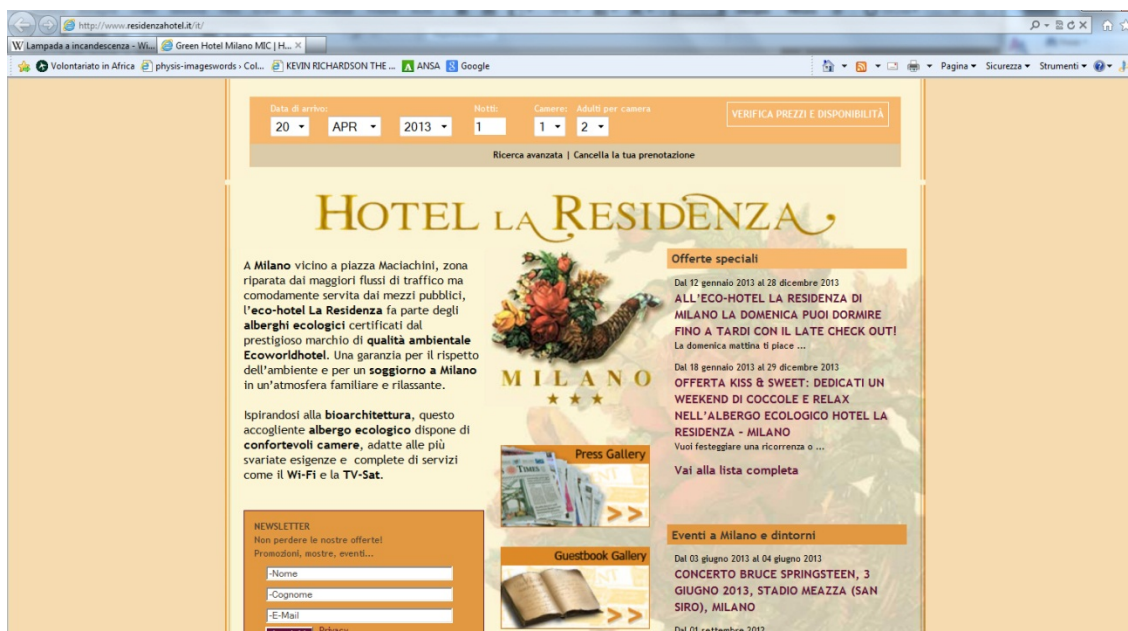 http://www.residenzahotel.it/it/
Lampada a incandescenza - Wi...
Green Hotel Milano MIC | H...
Volontariato in Africa
physis-imageswords › Col...
KEVIN RICHARDSON THE ...
ANSA
Google
Pagina
Sicurezza
Strumenti
Data di arrivo:
Notti:
Camere:
Adulti per camera
20
APR
2013
1
1
2
VERIFICA PREZZI E DISPONIBILITÀ
Ricerca avanzata | Cancella la tua prenotazione
HOTEL LA RESIDENZA
A Milano vicino a piazza Maciachini, zona
riparata dai maggiori flussi di traffico ma
comodamente servita dai mezzi pubblici,
l'eco-hotel La Residenza fa parte degli
alberghi ecologici certificati dal
prestigioso marchio di qualità ambientale
Ecoworldhotel. Una garanzia per il rispetto
dell'ambiente e per un soggiorno a Milano
in un'atmosfera familiare e rilassante.
Ispirandosi alla bioarchitettura, questo
accogliente albergo ecologico dispone di
confortevoli camere, adatte alle più
svariate esigenze e complete di servizi
come il Wi-Fi e la TV-Sat.
NEWSLETTER
Non perdere le nostre offerte!
Promozioni, mostre, eventi...
-Nome
-Cognome
-E-Mail
Privacy
MILANO
Press Gallery
TIMES
>>
Guestbook Gallery
>>
Offerte speciali
Dal 12 gennaio 2013 al 28 dicembre 2013
ALL'ECO-HOTEL LA RESIDENZA DI
MILANO LA DOMENICA PUOI DORMIRE
FINO A TARDI CON IL LATE CHECK OUT!
La domenica mattina ti piace ...
Dal 18 gennaio 2013 al 29 dicembre 2013
OFFERTA KISS & SWEET: DEDICATI UN
WEEKEND DI COCCOLE E RELAX
NELL'ALBERGO ECOLOGICO HOTEL LA
RESIDENZA - MILANO
Vuoi festeggiare una ricorrenza o ...
Vai alla lista completa
Eventi a Milano e dintorni
Dal 03 giugno 2013 al 04 giugno 2013
CONCERTO BRUCE SPRINGSTEEN, 3
GIUGNO 2013, STADIO MEAZZA (SAN
SIRO), MILANO
Dal 01 settembre 2012